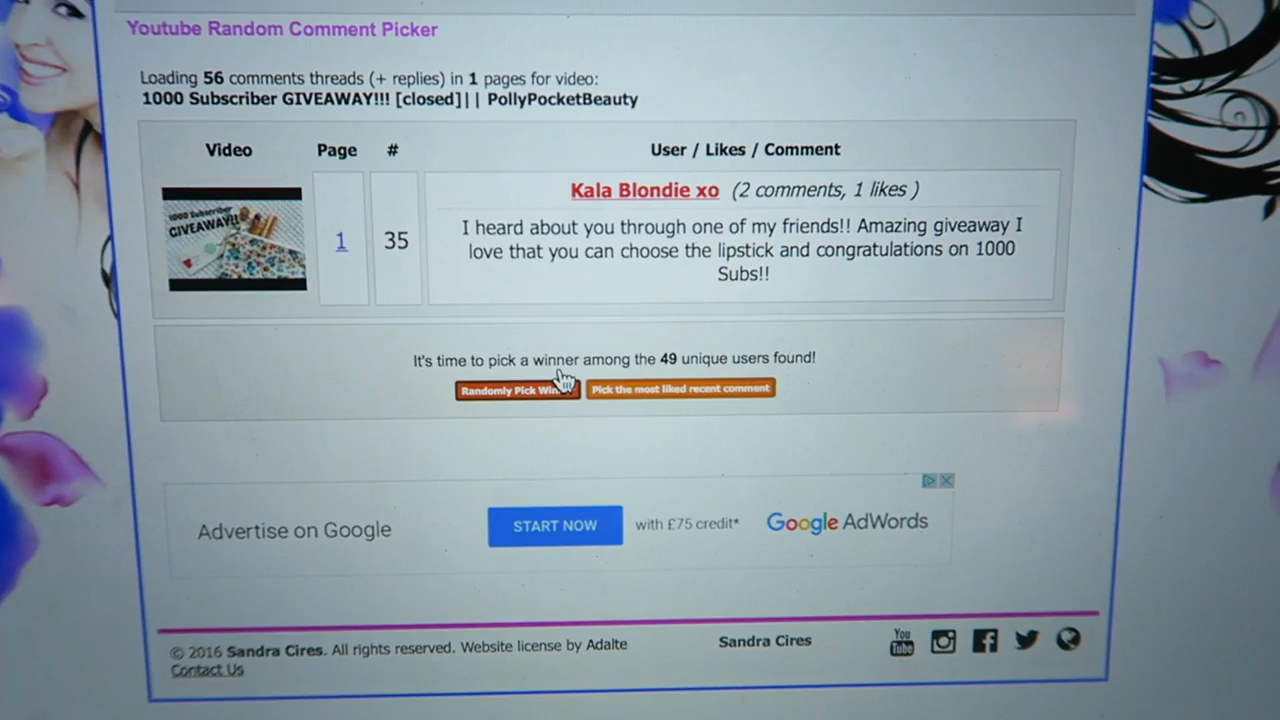 Youtube Random Comment Picker
Loading 56 comments threads (+ replies) in 1 pages for video:
1000 Subscriber GIVEAWAY!!! [closed]|| PollyPocketBeauty
Video Page # User / Likes / Comment
1000 Subscriber
GIVEAWAY!!
1 35
Kala Blondie xo (2 comments, 1 likes )
I heard about you through one of my friends!! Amazing giveaway I
love that you can choose the lipstick and congratulations on 1000
Subs!!
It's time to pick a winner among the 49 unique users found!
Randomly Pick Pick the most liked recent comment
Advertise on Google START NOW with £75 credit* Google AdWords
© 2016 Sandra Cires. All rights reserved. Website license by Adalte
Contact Us
Sandra Cires
You
Tube